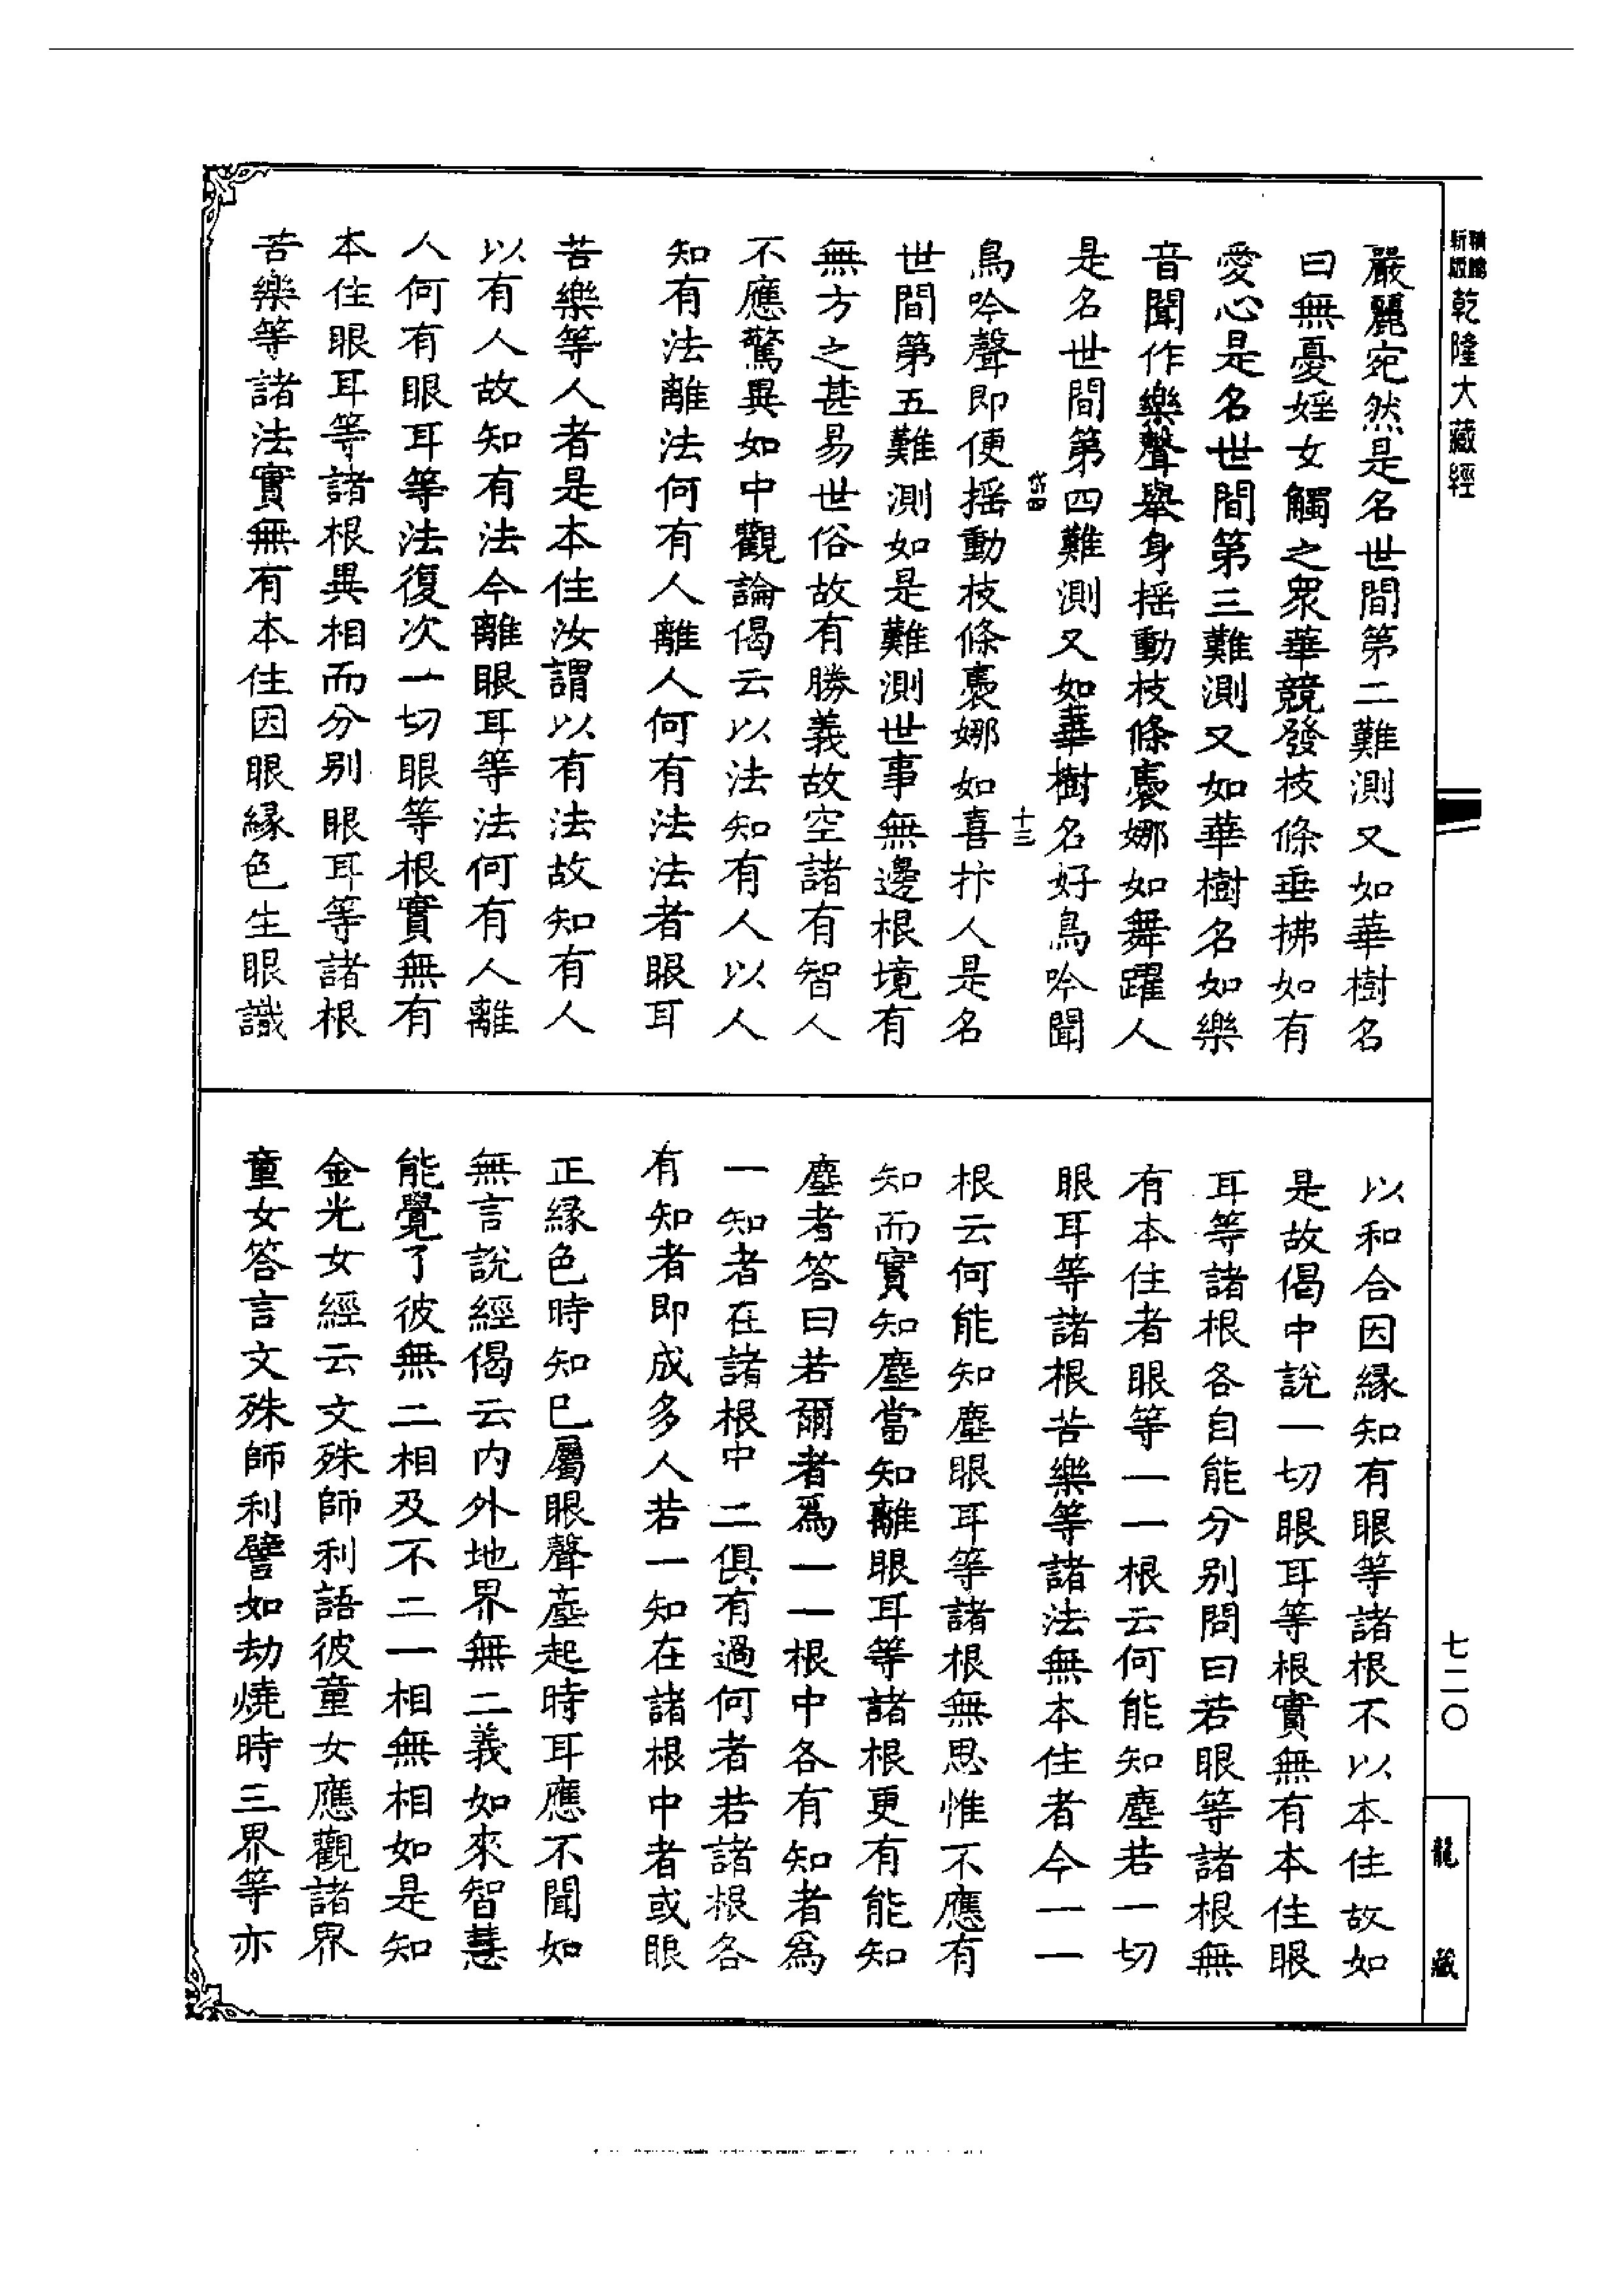 乾隆大藏經
嚴麗宛然是名世間第二難測又如華樹名
曰無憂婬女觸之衆華競發枝條垂拂如有
愛心是名世間第三難測又如華樹名如樂
音聞作樂聲舉身搖動枝條裊娜如舞躍人
是名世間第四難測又如華樹名好鳥吟聞
十三
鳥吟聲即便搖動枝條裊娜如喜抃人是名
世間第五難測如是難測世事無邊根境有
無方之甚易世俗故有勝義故空諸有智人
不應驚異如中觀論偈云以法知有人以人
知有法離法何有人離人何有法法者眼耳
苦樂等人者是本住汝謂以有法故知有人
以有人故知有法今離眼耳等法何有人離
人何有眼耳等法復次一切眼等根實無有
本住眼耳等諸根異相而分别眼耳等諸根
苦樂等諸法實無有本住因眼緣色生眼識
以和合因緣知有眼等諸根不以本住故如
是故偈中說一切眼耳等根實無有本住眼
耳等諸根各自能分别問曰若眼等諸根無
有本住者眼等一一根云何能知塵若一切
眼耳等諸根苦樂等諸法無本住者今一一
根云何能知塵眼耳等諸根無思惟不應有
知而實知塵當知離眼耳等諸根更有能知
塵者答曰若爾者爲一一根中各有知者爲
一知者在諸根中二俱有過何者若諸根各
有知者即成多人若一知在諸根中者或眼
正緣色時知已屬眼聲塵起時耳應不聞如
無言說經偈云内外地界無二義如來智慧
能覺了彼無二相及不二一相無相如是知
金光女經云文殊師利語彼童女應觀諸界
童女答言文殊師利譬如劫燒時三界等亦
七二〇
龍藏